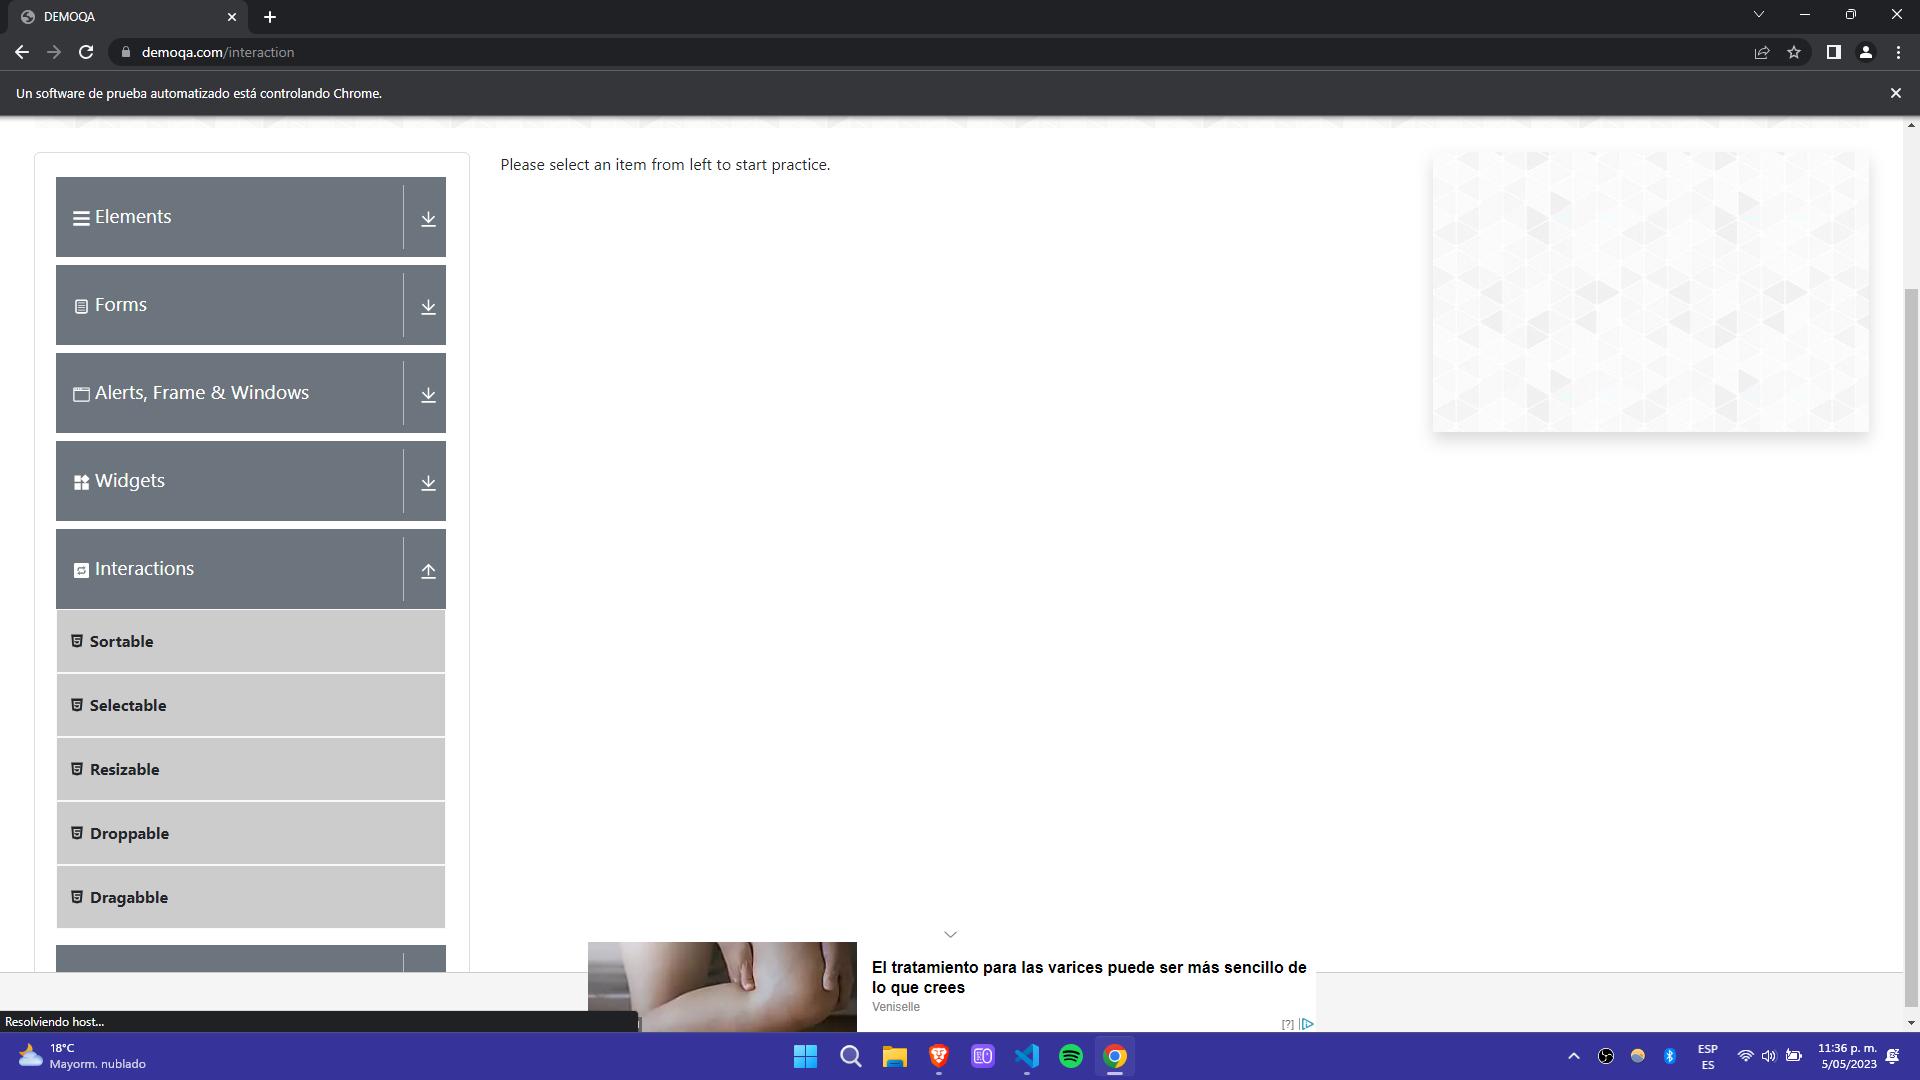 DEMOQA
demoqa.com/interaction
Un software de prueba automatizado está controlando Chrome.
Please select an item from left to start practice.
Elements
Forms
Alerts, Frame & Windows
Widgets
Interactions
Sortable
Selectable
Resizable
Droppable
Dragabble
El tratamiento para las varices puede ser más sencillo de
lo que crees
Veniselle
[?]
Resolviendo host...
18°C
Mayorm. nublado
ESP
ES
11:36 p. m.
5/05/2023